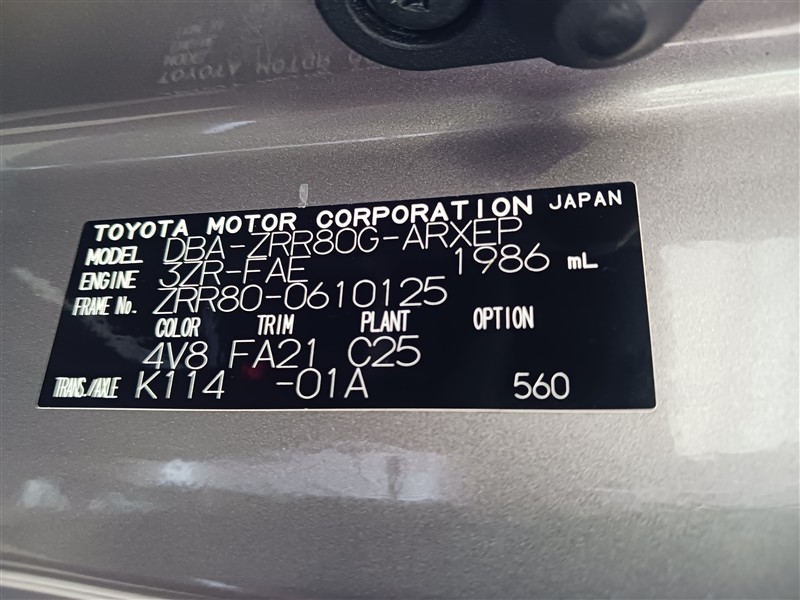 TOYOTA MOTOR CORPORATION JAPAN
MODEL DBA-ZRR80G-ARXEP
ENGINE 3ZR-FAE 1986 mL
FRAME No. ZRR80-0610125
COLOR TRIM PLANT OPTION
4V8 FA21 C25
TRANS./AXLE K114 -01A 560